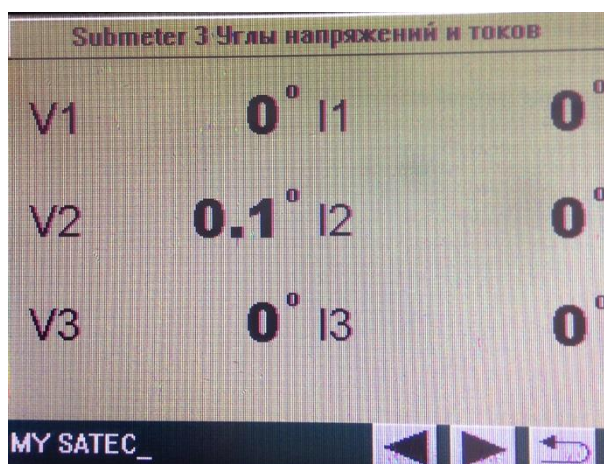 Submeter 3 Углы напряжений и токов
V1 0° I1 0°
V2 0.1° I2 0°
V3 0° I3 0°
MY SATEC_